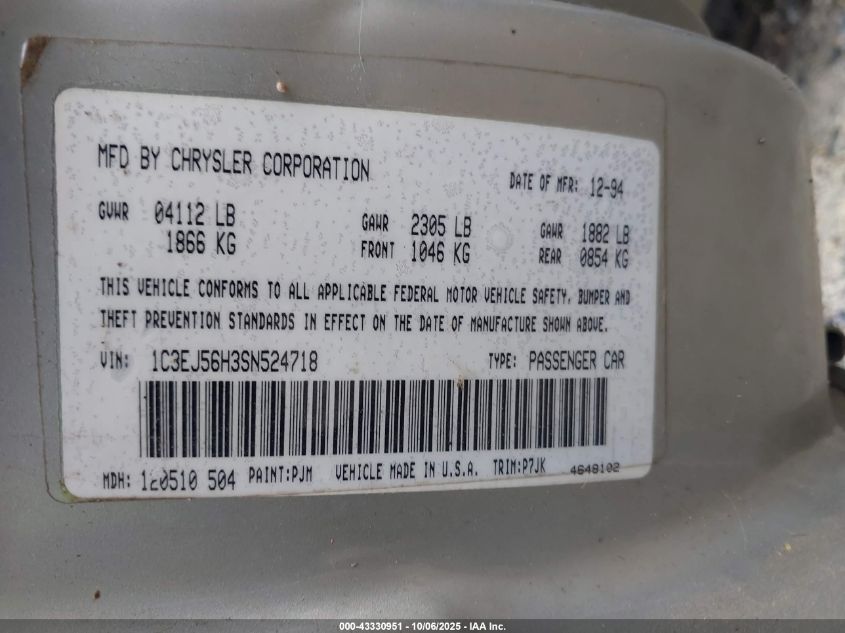 MFD BY CHRYSLER CORPORATION
DATE OF MFR: 12-94
GVWR 04112 LB
1866 KG
GAWR 2305 LB
FRONT 1046 KG
GAWR 1882 LB
REAR 0854 KG
THIS VEHICLE CONFORMS TO ALL APPLICABLE FEDERAL MOTOR VEHICLE SAFETY, BUMPER AND
THEFT PREVENTION STANDARDS IN EFFECT ON THE DATE OF MANUFACTURE SHOWN ABOVE.
VIN: 1C3EJ56H3SN524718 TYPE: PASSENGER CAR
MDH: 120510 504 PAINT:PJM VEHICLE MADE IN U.S.A. TRIM:P7JK 4648102
000-43330951 - 10/06/2025 - IAA Inc.